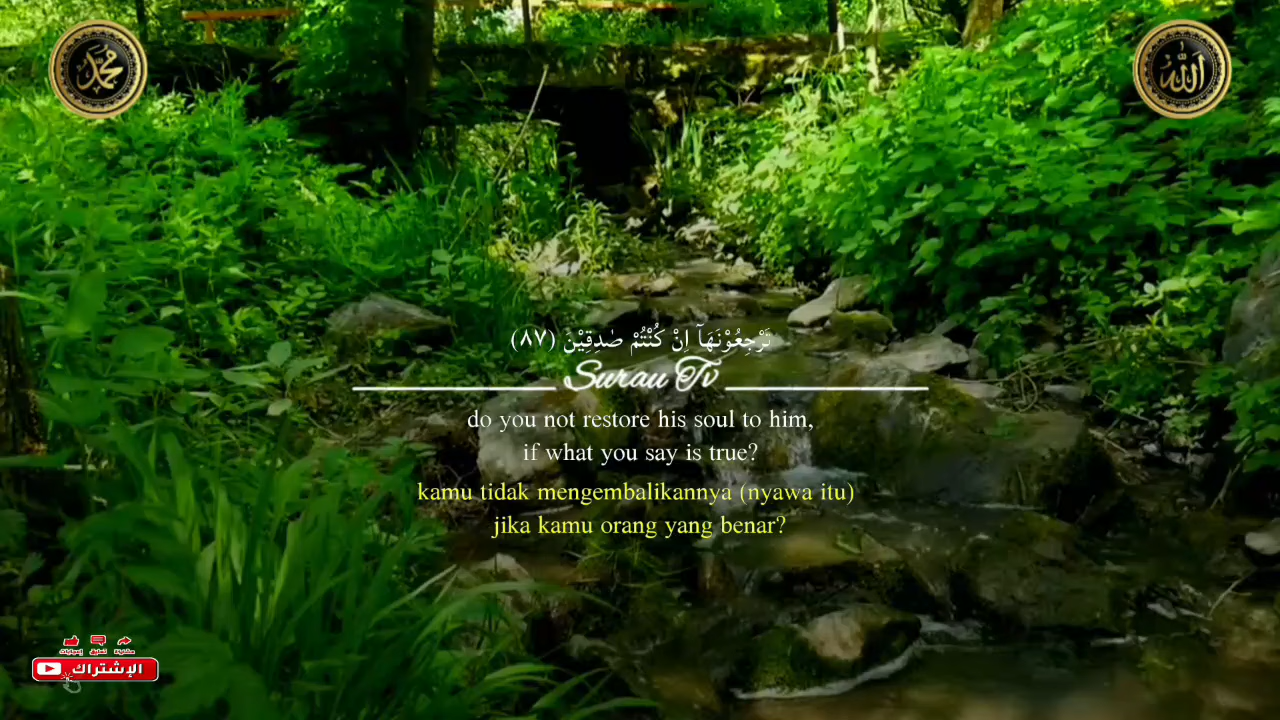 محمد
الله
تَرْجِعُوْنَهَآ اِنْ كُنْتُمْ صٰدِقِيْنَ (٨٧)
Surau Tv
do you not restore his soul to him,
if what you say is true?
kamu tidak mengembalikannya (nyawa itu)
jika kamu orang yang benar?
الإشتراك